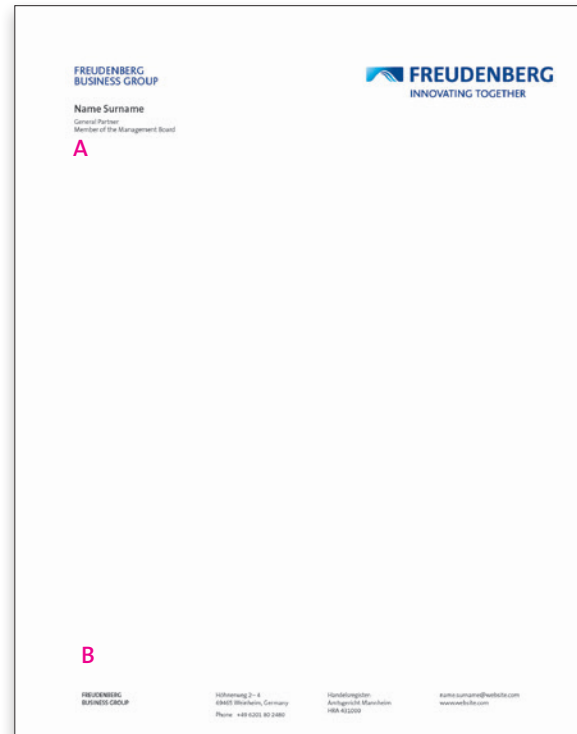 FREUDENBERG
BUSINESS GROUP
FREUDENBERG
INNOVATING TOGETHER
Name Surname
General Partner
Member of the Management Board
A
B
FREUDENBERG
BUSINESS GROUP
Höhnerweg 2–4
69465 Weinheim, Germany
Phone +49 6201 80 2480
Handelsregister:
Amtsgericht Mannheim
HRA 431009
name.surname@website.com
www.website.com